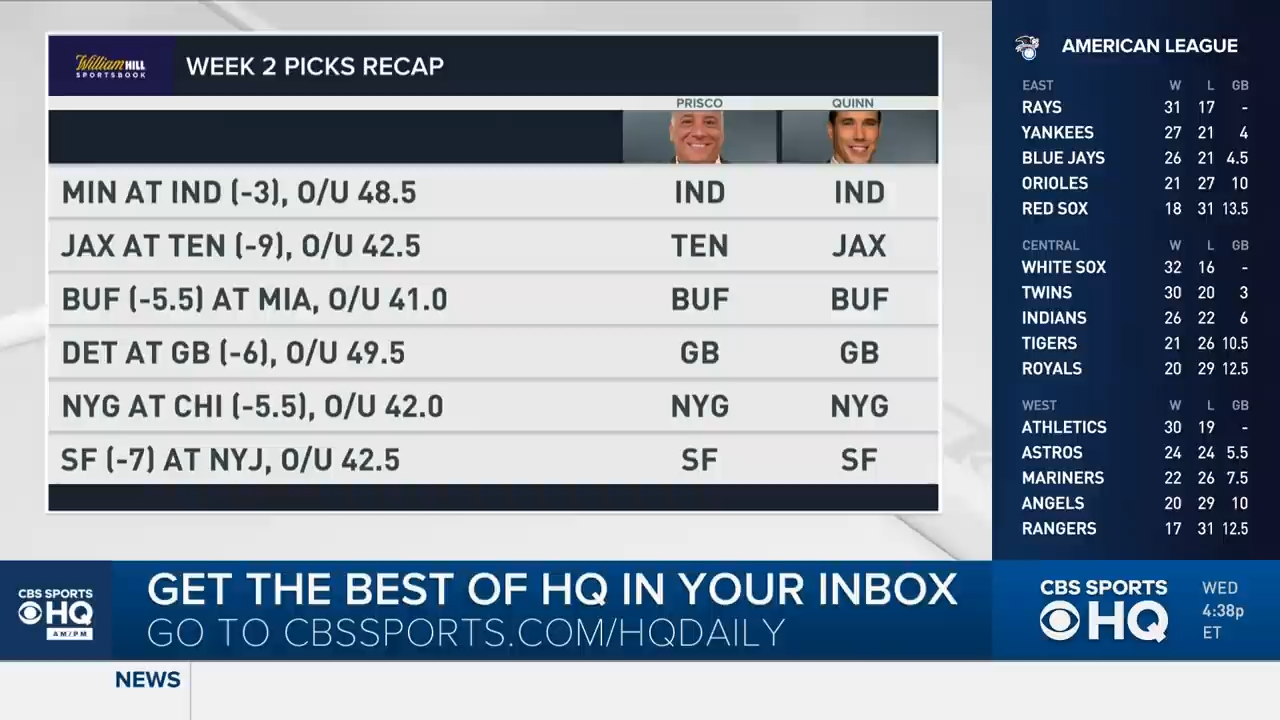 William HILL
SPORTSBOOK
WEEK 2 PICKS RECAP
PRISCO QUINN
MIN AT IND (-3), O/U 48.5 IND IND
JAX AT TEN (-9), O/U 42.5 TEN JAX
BUF (-5.5) AT MIA, O/U 41.0 BUF BUF
DET AT GB (-6), O/U 49.5 GB GB
NYG AT CHI (-5.5), O/U 42.0 NYG NYG
SF (-7) AT NYJ, O/U 42.5 SF SF
AMERICAN LEAGUE
EAST W L GB
RAYS 31 17 -
YANKEES 27 21 4
BLUE JAYS 26 21 4.5
ORIOLES 21 27 10
RED SOX 18 31 13.5
CENTRAL W L GB
WHITE SOX 32 16 -
TWINS 30 20 3
INDIANS 26 22 6
TIGERS 21 26 10.5
ROYALS 20 29 12.5
WEST W L GB
ATHLETICS 30 19 -
ASTROS 24 24 5.5
MARINERS 22 26 7.5
ANGELS 20 29 10
RANGERS 17 31 12.5
CBS SPORTS
HQ
AM/PM
GET THE BEST OF HQ IN YOUR INBOX
GO TO CBSSPORTS.COM/HQDAILY
CBS SPORTS
HQ
WED
4:38p
ET
NEWS